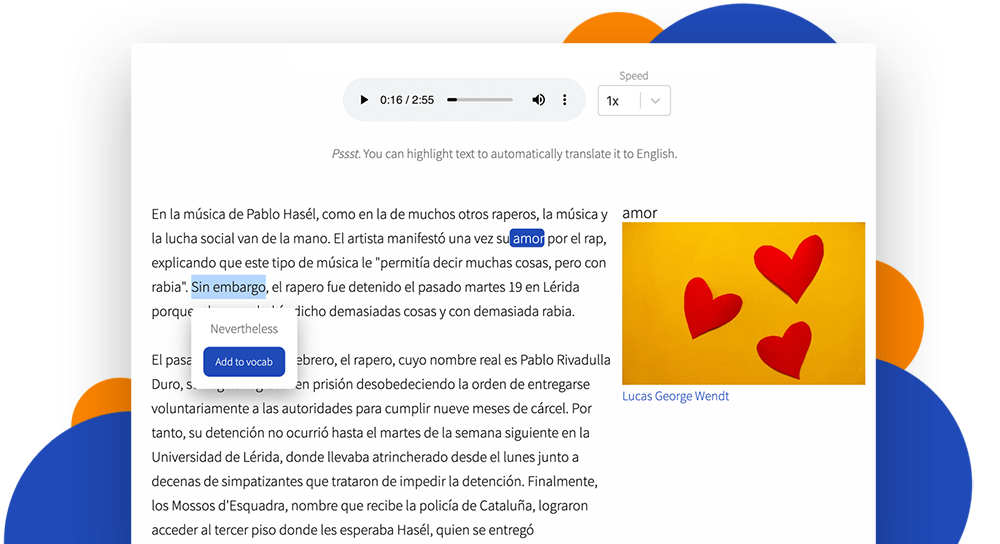 Speed
0:16 / 2:55
1x
Pssst. You can highlight text to automatically translate it to English.
En la música de Pablo Hasél, como en la de muchos otros raperos, la música y
la lucha social van de la mano. El artista manifestó una vez su amor por el rap,
explicando que este tipo de música le "permitía decir muchas cosas, pero con
rabia". Sin embargo, el rapero fue detenido el pasado martes 19 en Lérida
porque dicho demasiadas cosas y con demasiada rabia.
Nevertheless
Add to vocab
El pasa ebrero, el rapero, cuyo nombre real es Pablo Rivadulla
Duro, en prisión desobedeciendo la orden de entregarse
voluntariamente a las autoridades para cumplir nueve meses de cárcel. Por
tanto, su detención no ocurrió hasta el martes de la semana siguiente en la
Universidad de Lérida, donde llevaba atrincherado desde el lunes junto a
decenas de simpatizantes que trataron de impedir la detención. Finalmente,
los Mossos d'Esquadra, nombre que recibe la policía de Cataluña, lograron
acceder al tercer piso donde les esperaba Hasél, quien se entregó
amor
Lucas George Wendt